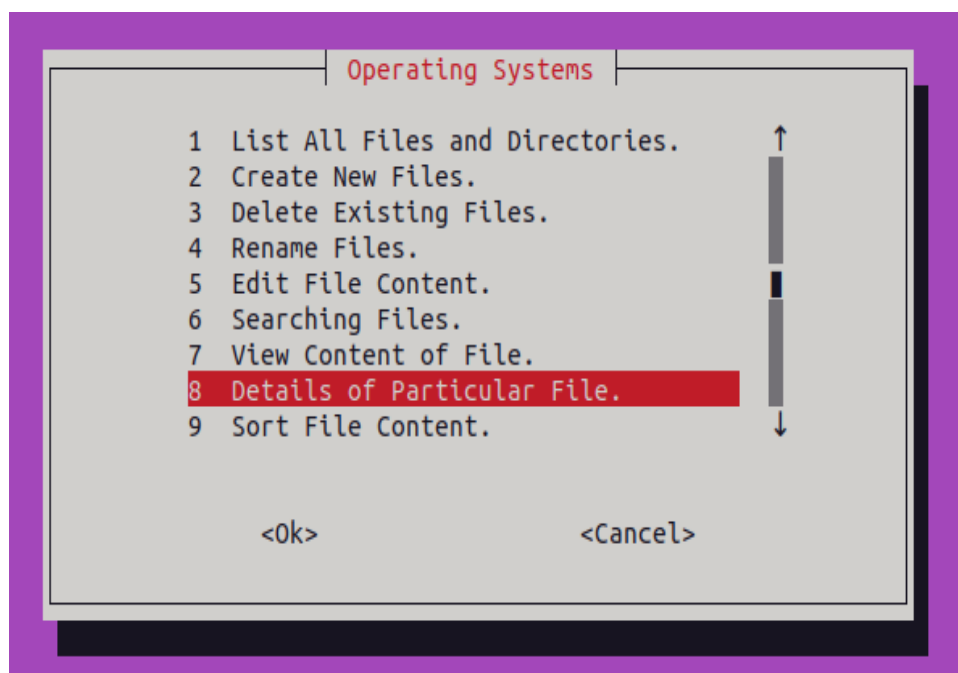 Operating Systems
1 List All Files and Directories.
2 Create New Files.
3 Delete Existing Files.
4 Rename Files.
5 Edit File Content.
6 Searching Files.
7 View Content of File.
8 Details of Particular File.
9 Sort File Content.
<Ok> <Cancel>